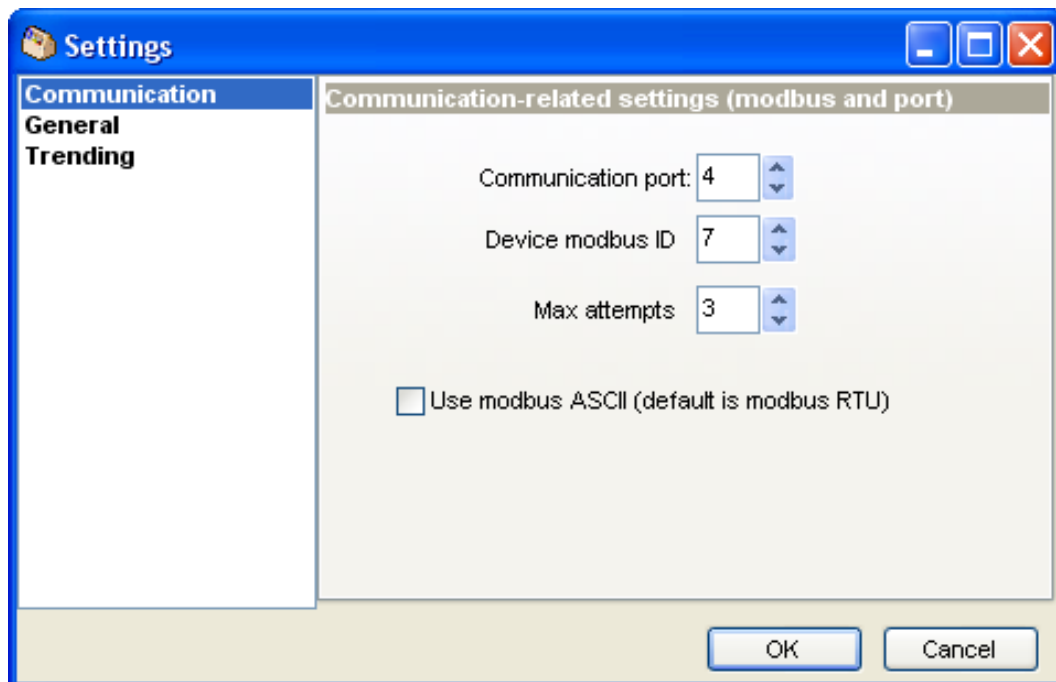 Settings
Communication
General
Trending
Communication-related settings (modbus and port)
Communication port: 4
Device modbus ID 7
Max attempts 3
Use modbus ASCII (default is modbus RTU)
OK Cancel